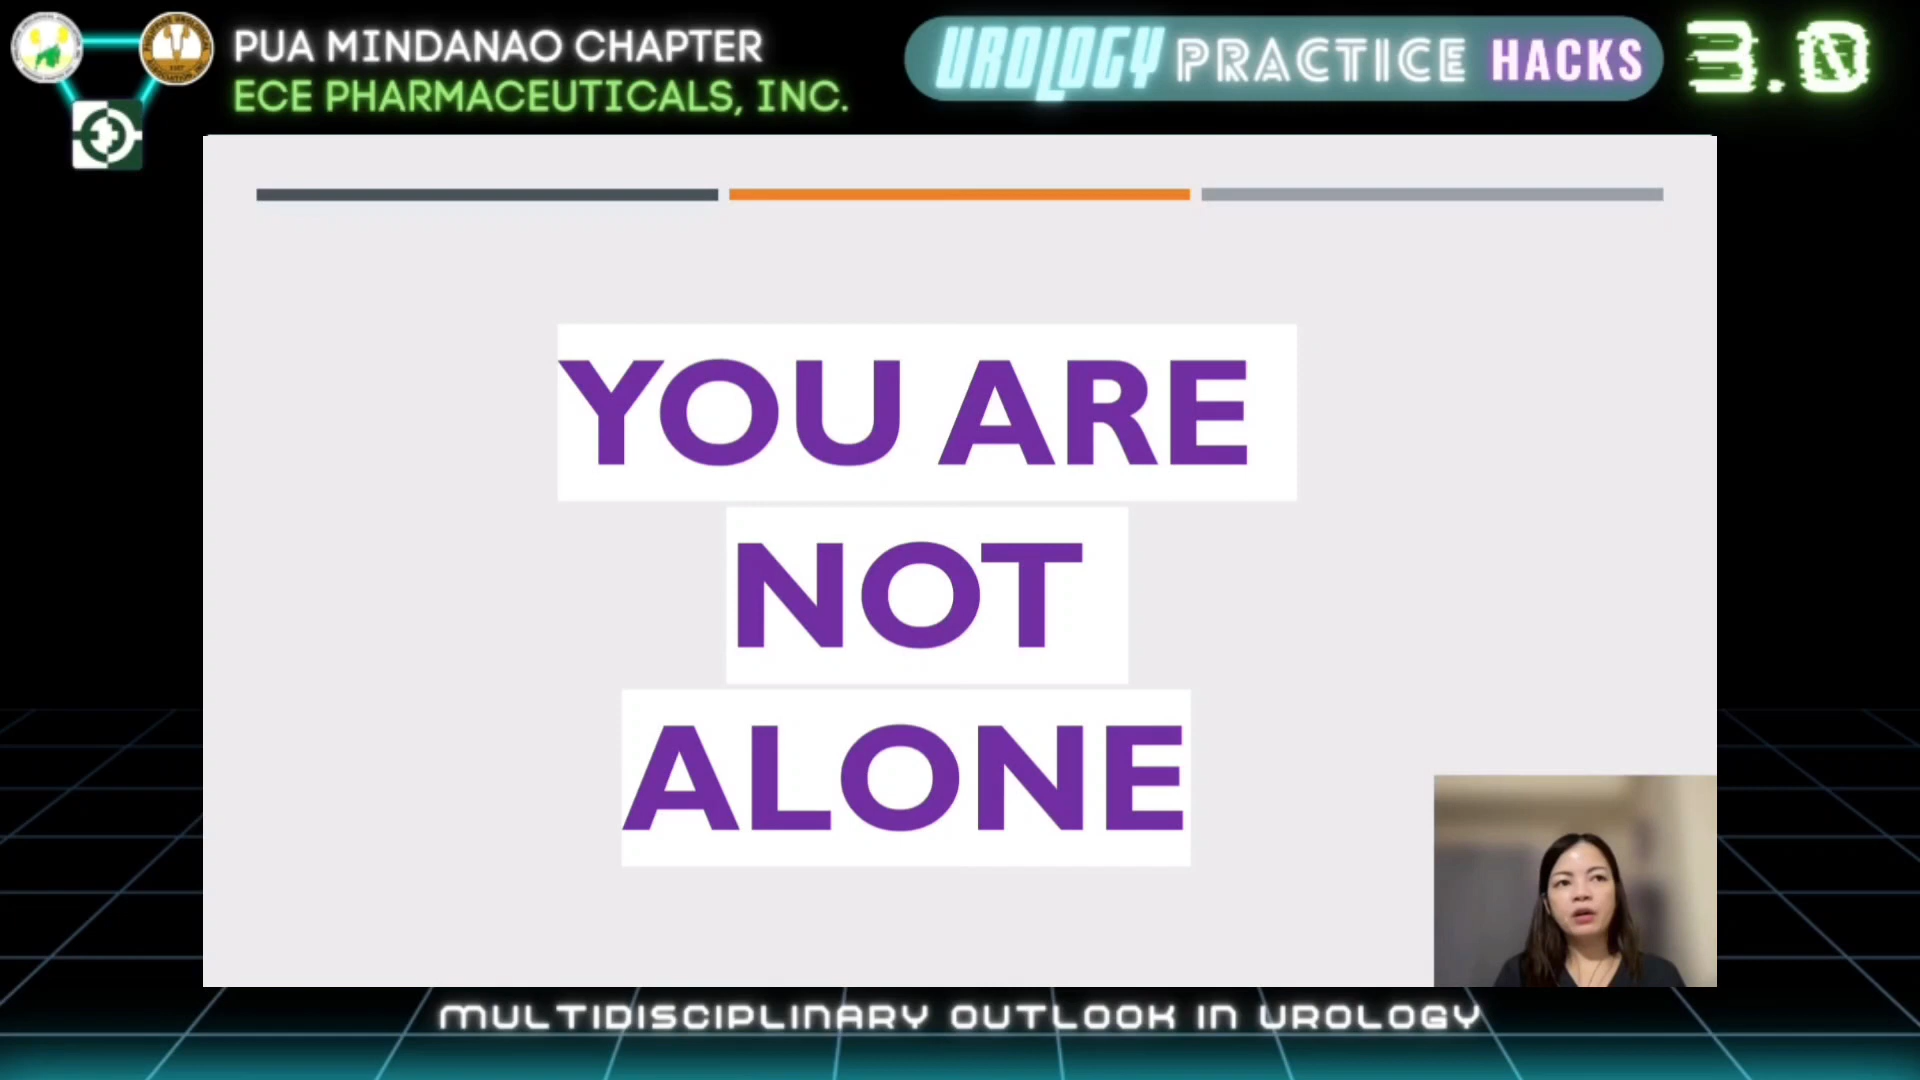 PUA MINDANAO CHAPTER
ECE PHARMACEUTICALS, INC.
UROLOGY PRACTICE HACKS 3.0
YOU ARE
NOT
ALONE
MULTIDISCIPLINARY OUTLOOK IN UROLOGY